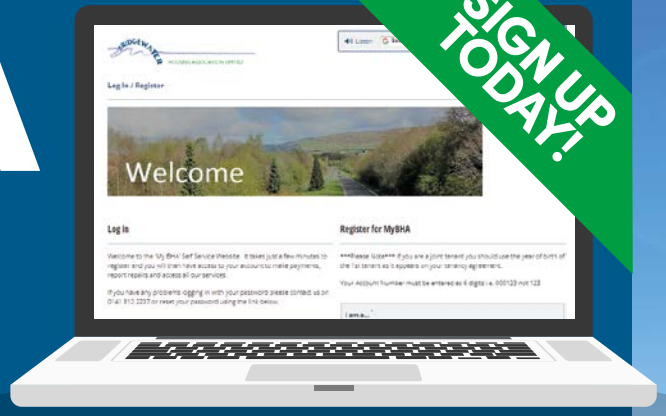 SIGN UP
TODAY!
BRIDGEWATER
HOUSING ASSOCIATION LIMITED
Listen
Log In / Register
Welcome
Log in
Welcome to the 'My BHA' Self Service Website. It takes just a few minutes to
register and you will then have access to your account to make payments,
report repairs and access all our services.
If you have any problems logging in with your password please contact us on
0141 812 2237 or reset your password using the link below.
Register for MyBHA
***Please Note*** If you are a joint tenant you should use the year of birth of
the 1st tenant as it appears on your tenancy agreement.
Your Account Number must be entered as 6 digits i.e. 000123 not 123
I am a... *